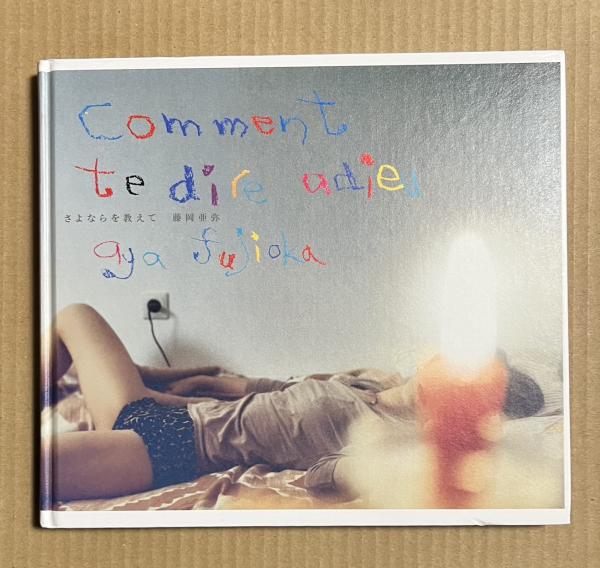 Comment
te dire adieu
さよならを教えて 藤岡亜弥
aya fujioka